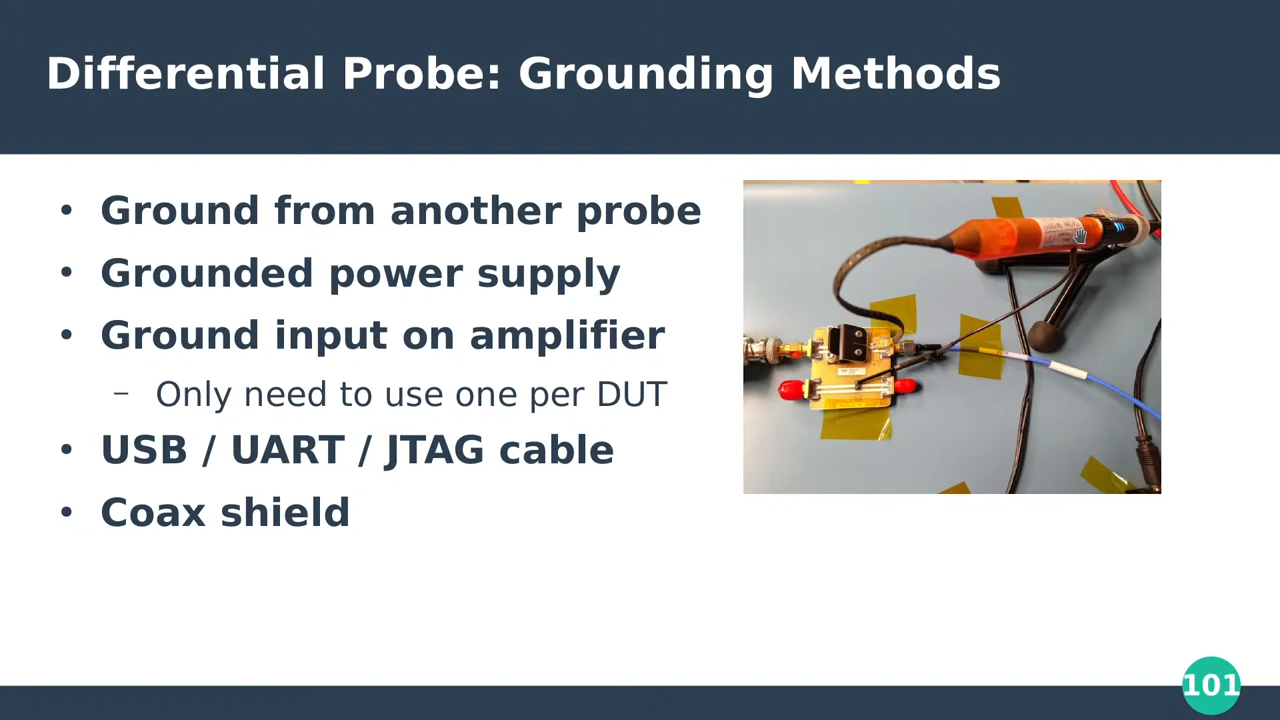 Differential Probe: Grounding Methods
• Ground from another probe
• Grounded power supply
• Ground input on amplifier
– Only need to use one per DUT
• USB / UART / JTAG cable
• Coax shield
101